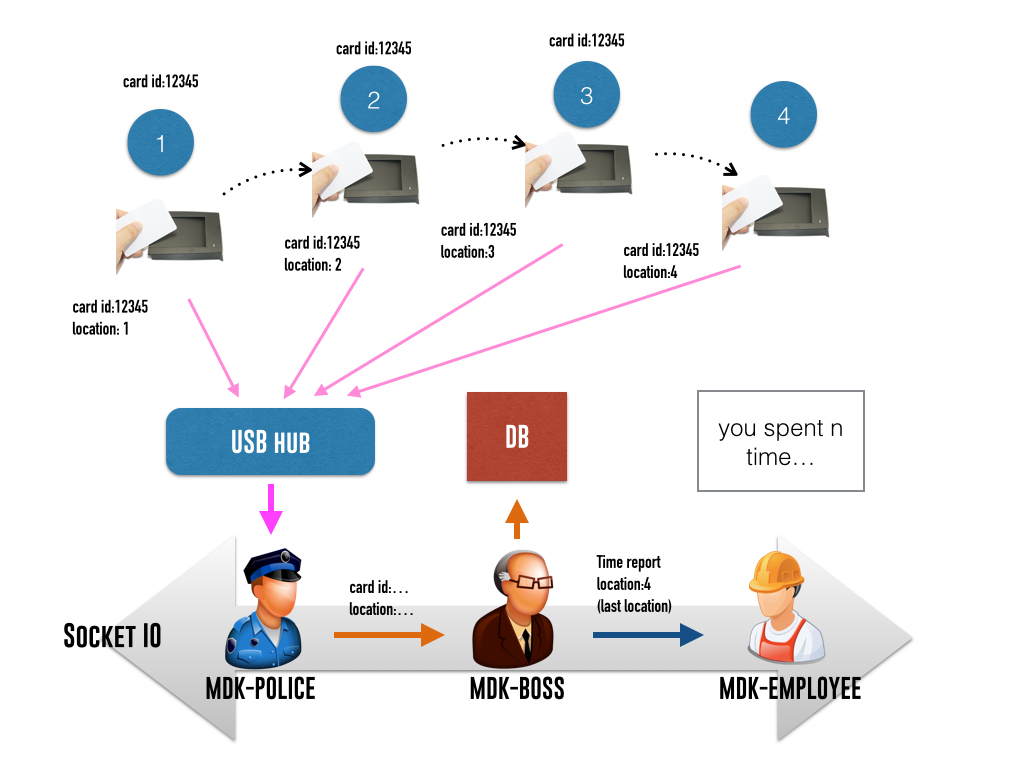 card id:12345
card id:12345
card id:12345
1
2
3
4
card id:12345
location: 1
card id:12345
location: 2
card id:12345
location:3
card id:12345
location:4
USB HUB
DB
you spent n
time…
Socket IO
card id:…
location:…
Time report
location:4
(last location)
MDK-POLICE
MDK-BOSS
MDK-EMPLOYEE